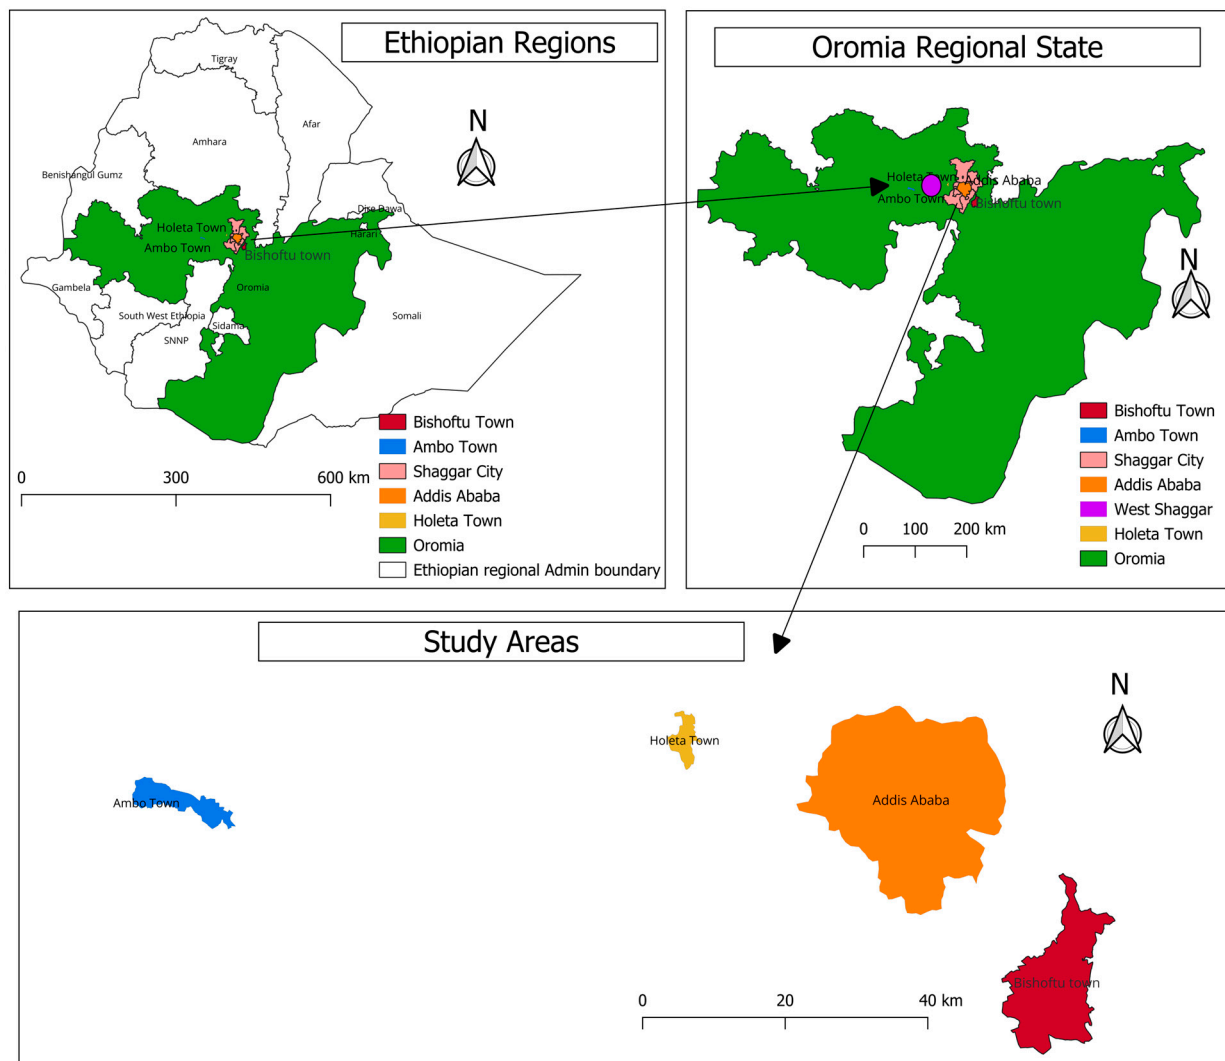 Ethiopian Regions
N
Tigray
Afar
Amhara
Benishangul Gumz
Dire Dawa
Holeta Town
Harari
Ambo Town
Bishoftu town
Gambela
Oromia
South West Ethiopia
Somali
Sidama
SNNP
Bishoftu Town
Ambo Town
Shaggar City
Addis Ababa
Holeta Town
Oromia
Ethiopian regional Admin boundary
0 300 600 km
Oromia Regional State
Holeta Town
Addis Ababa
Ambo Town
Bishoftu town
N
Bishoftu Town
Ambo Town
Shaggar City
Addis Ababa
West Shaggar
Holeta Town
Oromia
0 100 200 km
Study Areas
N
Holeta Town
Ambo Town
Addis Ababa
Bishoftu town
0 20 40 km